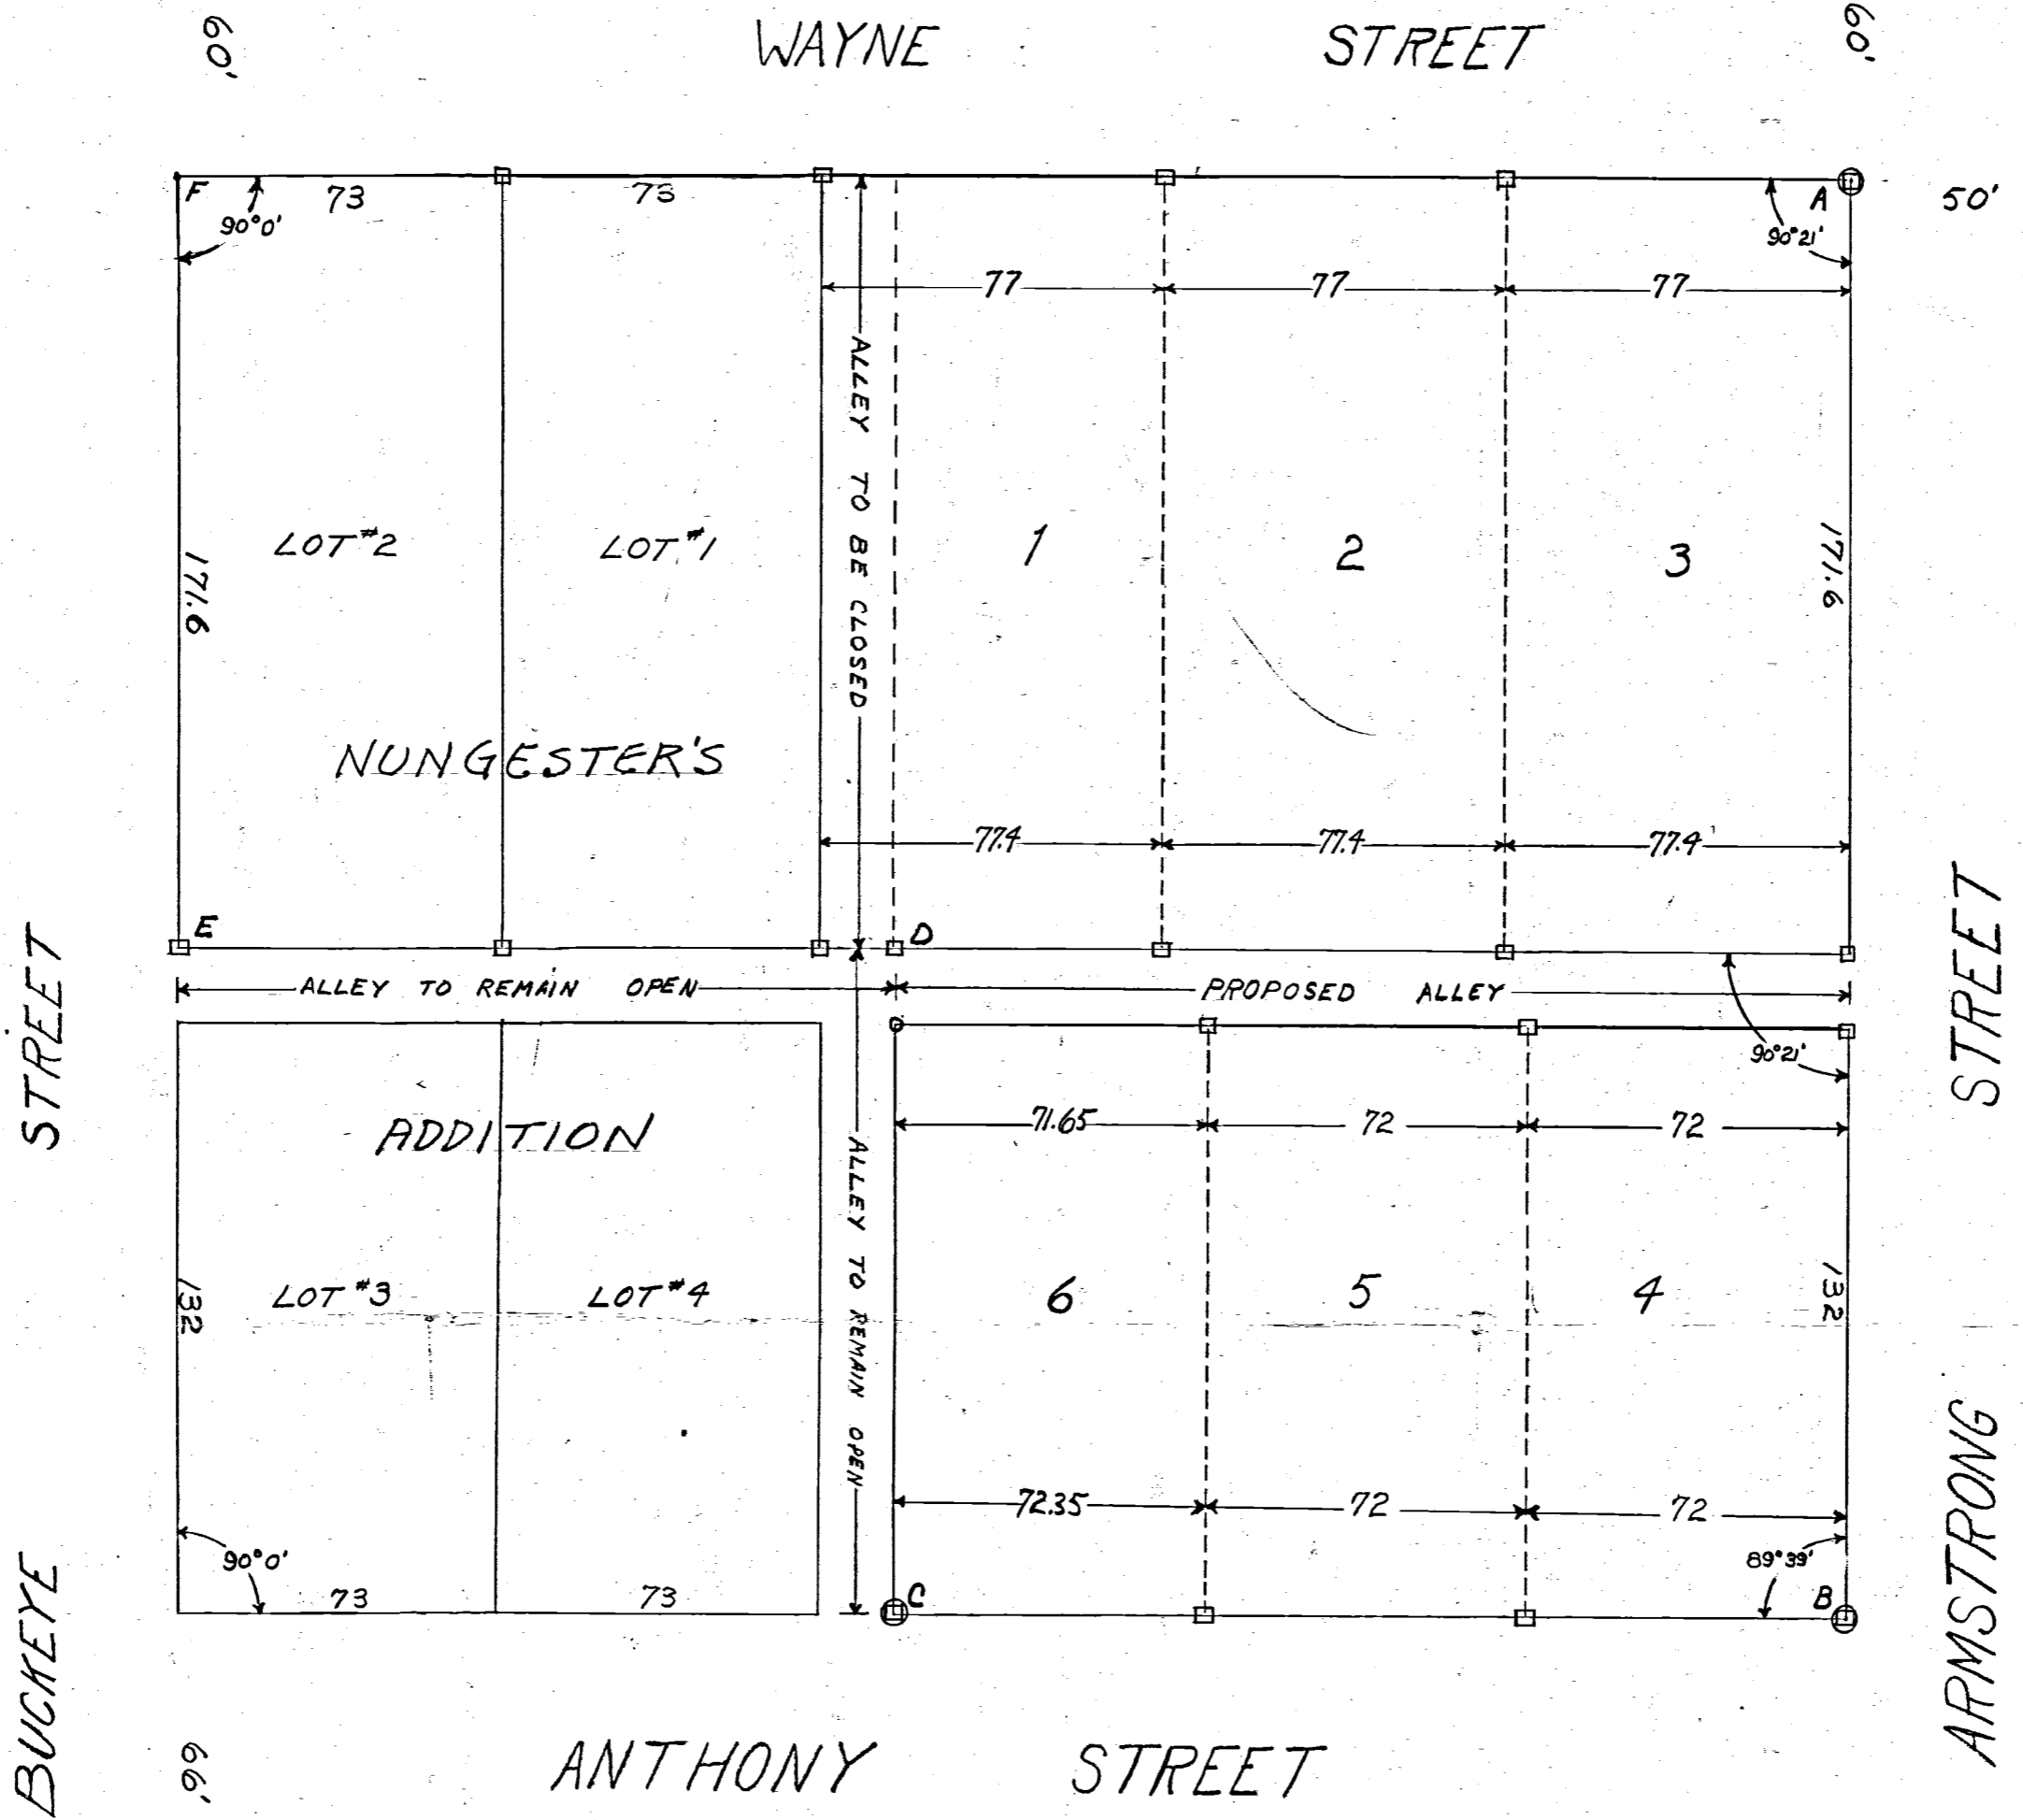 60'
WAYNE STREET
60'
F
73
73
A
50'
90°0'
90°21'
77
77
77
ALLEY TO BE CLOSED
171.6
LOT #2
LOT #1
1
2
3
171.6
NUNGESTER'S
77.4
77.4
77.4
E
D
ALLEY TO REMAIN OPEN
PROPOSED ALLEY
90°21'
71.65
72
72
ADDITION
ALLEY TO REMAIN OPEN
132
LOT #3
LOT #4
6
5
4
132
72.35
72
72
90°0'
89°39'
73
73
C
B
BUCKEYE STREET
ARMSTRONG STREET
66'
ANTHONY STREET